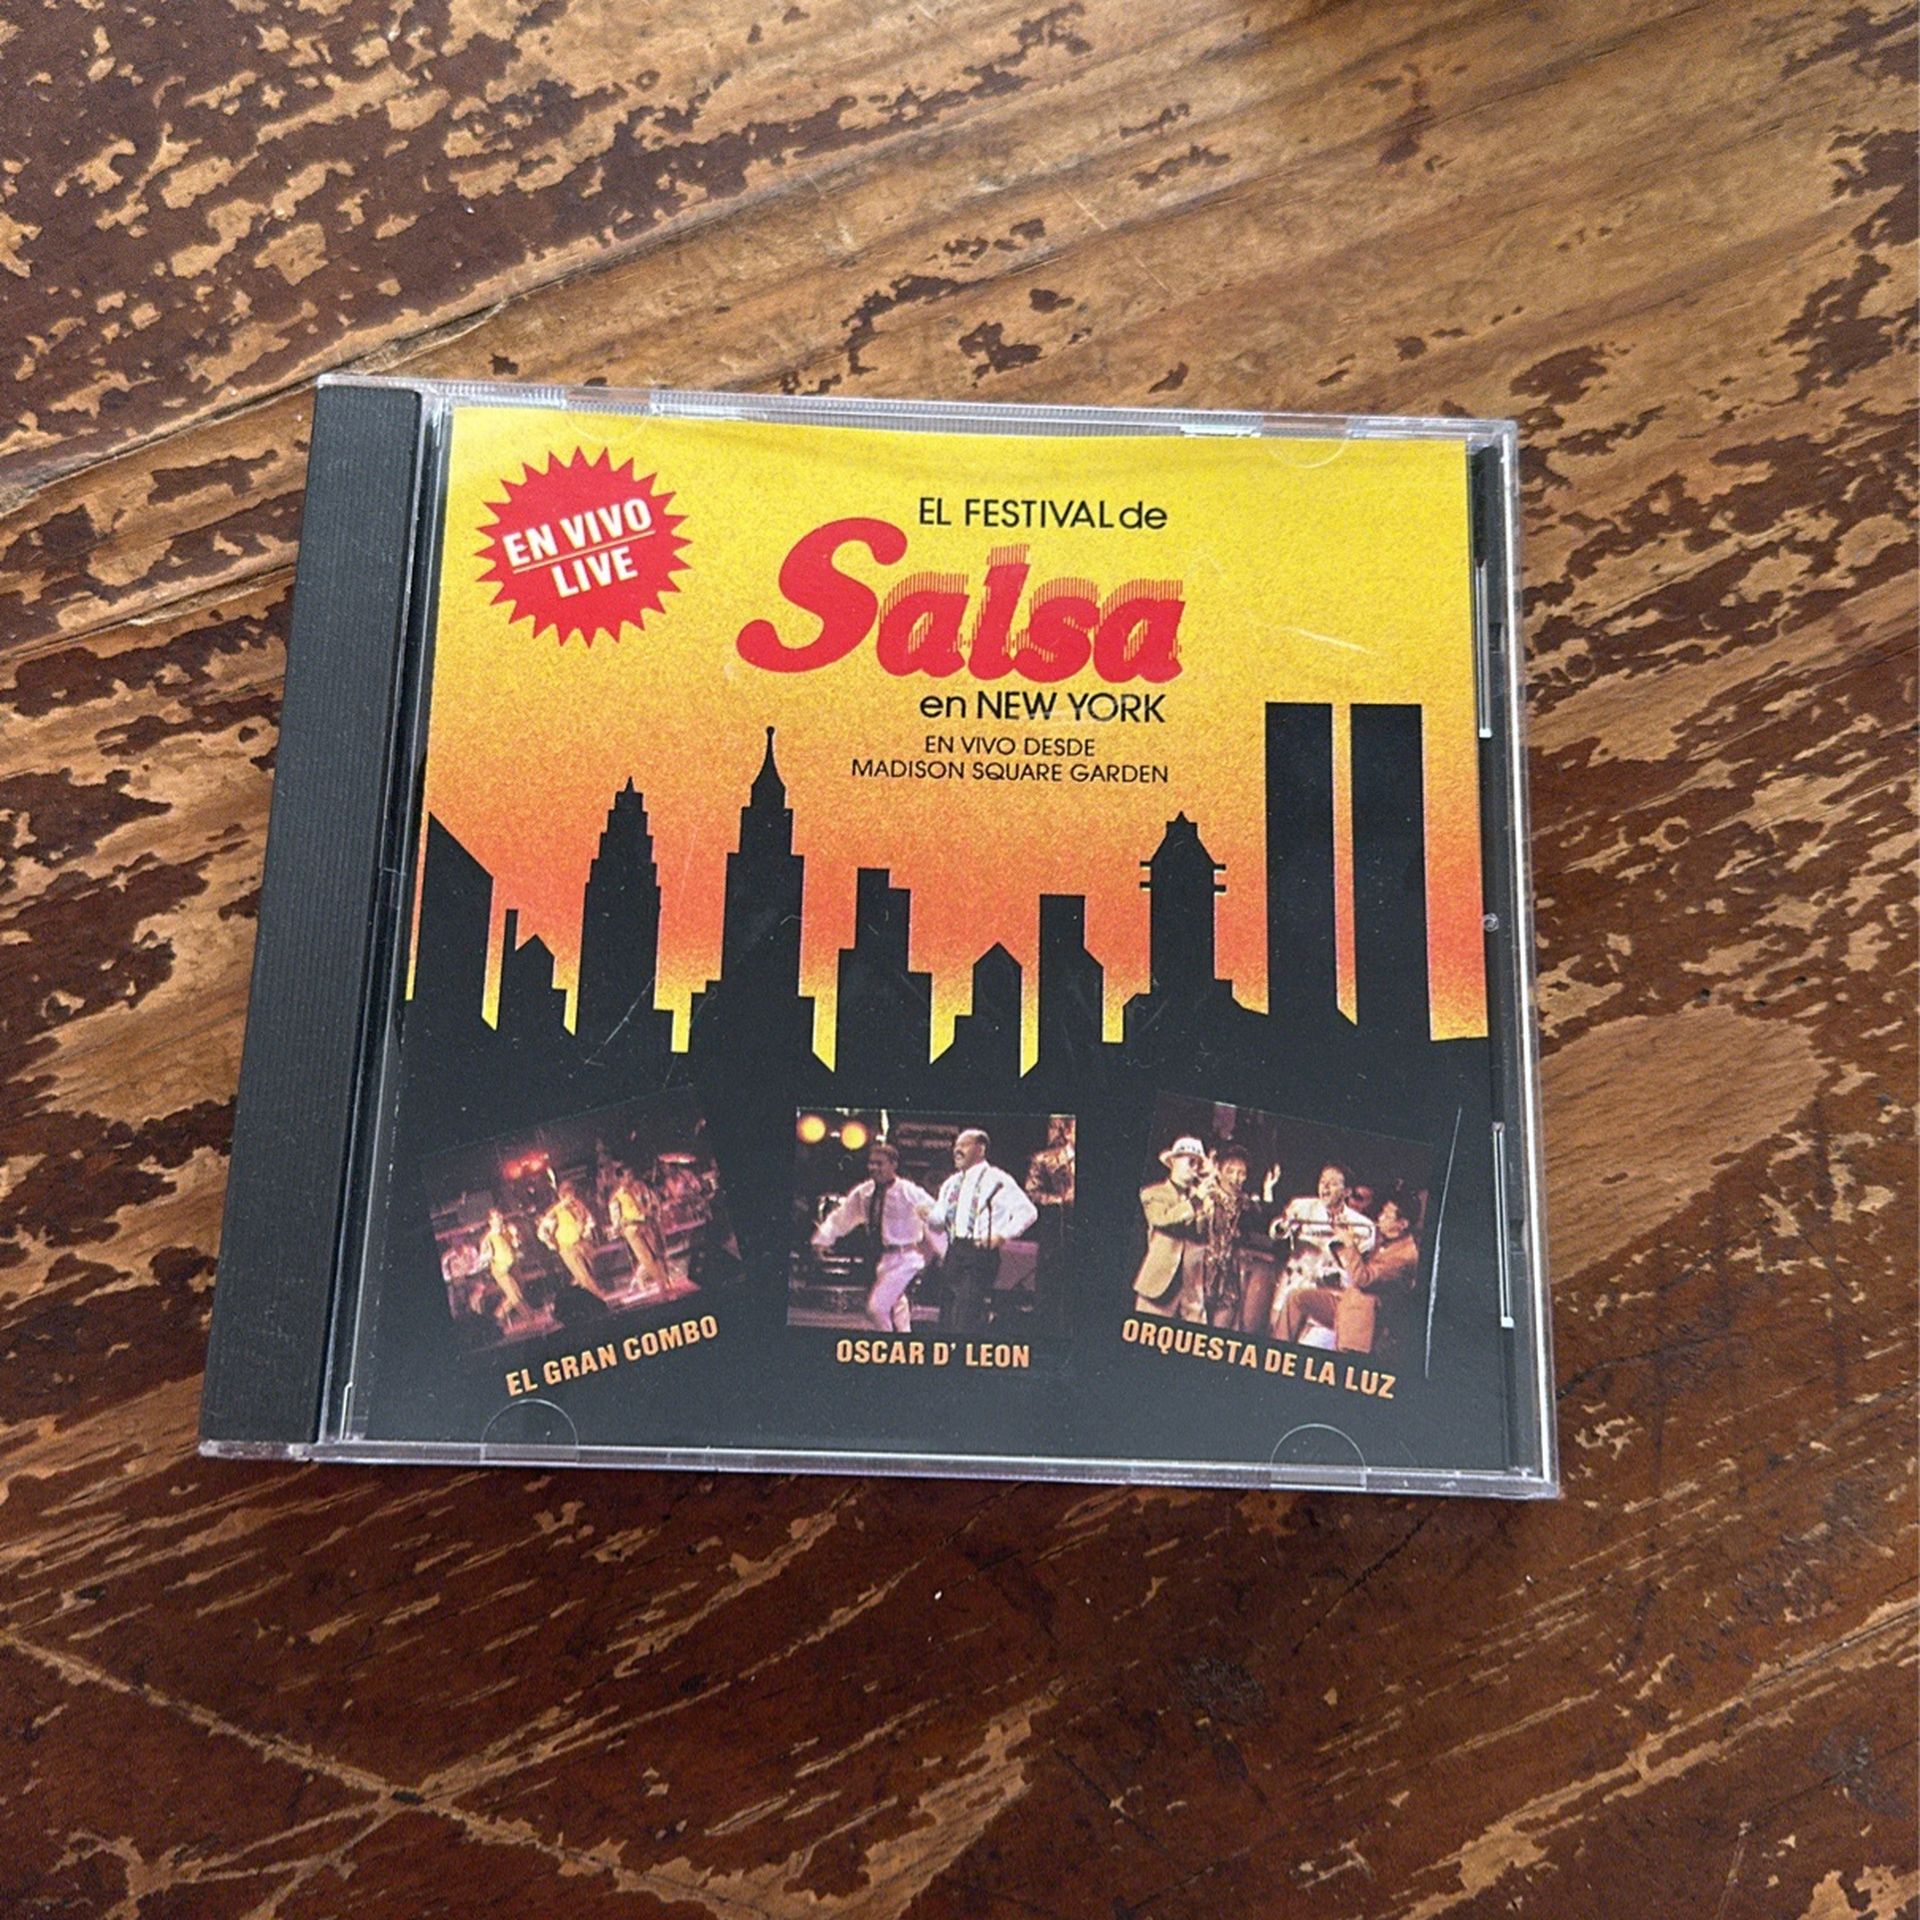 EN VIVO
LIVE
EL FESTIVAL de
Salsa
en NEW YORK
EN VIVO DESDE
MADISON SQUARE GARDEN
EL GRAN COMBO
OSCAR D' LEON
ORQUESTA DE LA LUZ